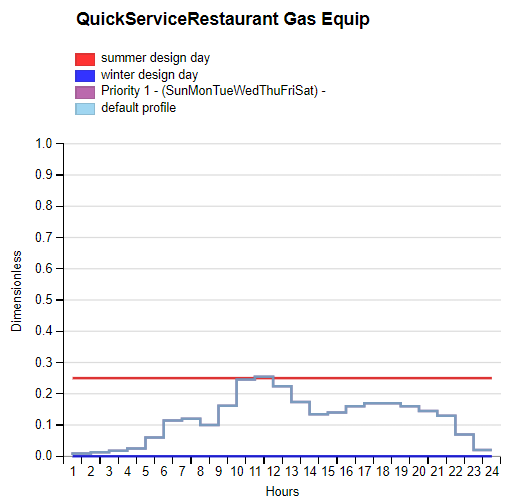 QuickServiceRestaurant Gas Equip
summer design day
winter design day
Priority 1 - (SunMonTueWedThuFriSat) -
default profile
1.0
0.9
0.8
0.7
0.6
0.5
0.4
0.3
0.2
0.1
0.0
Dimensionless
1 2 3 4 5 6 7 8 9 10 11 12 13 14 15 16 17 18 19 20 21 22 23 24
Hours